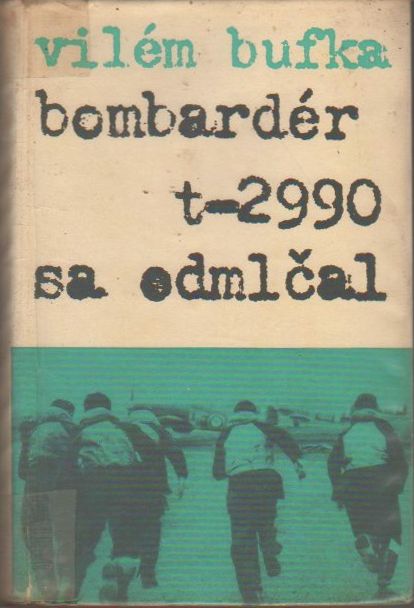 vilém bufka
bombardér
t-2990
sa odmlčal